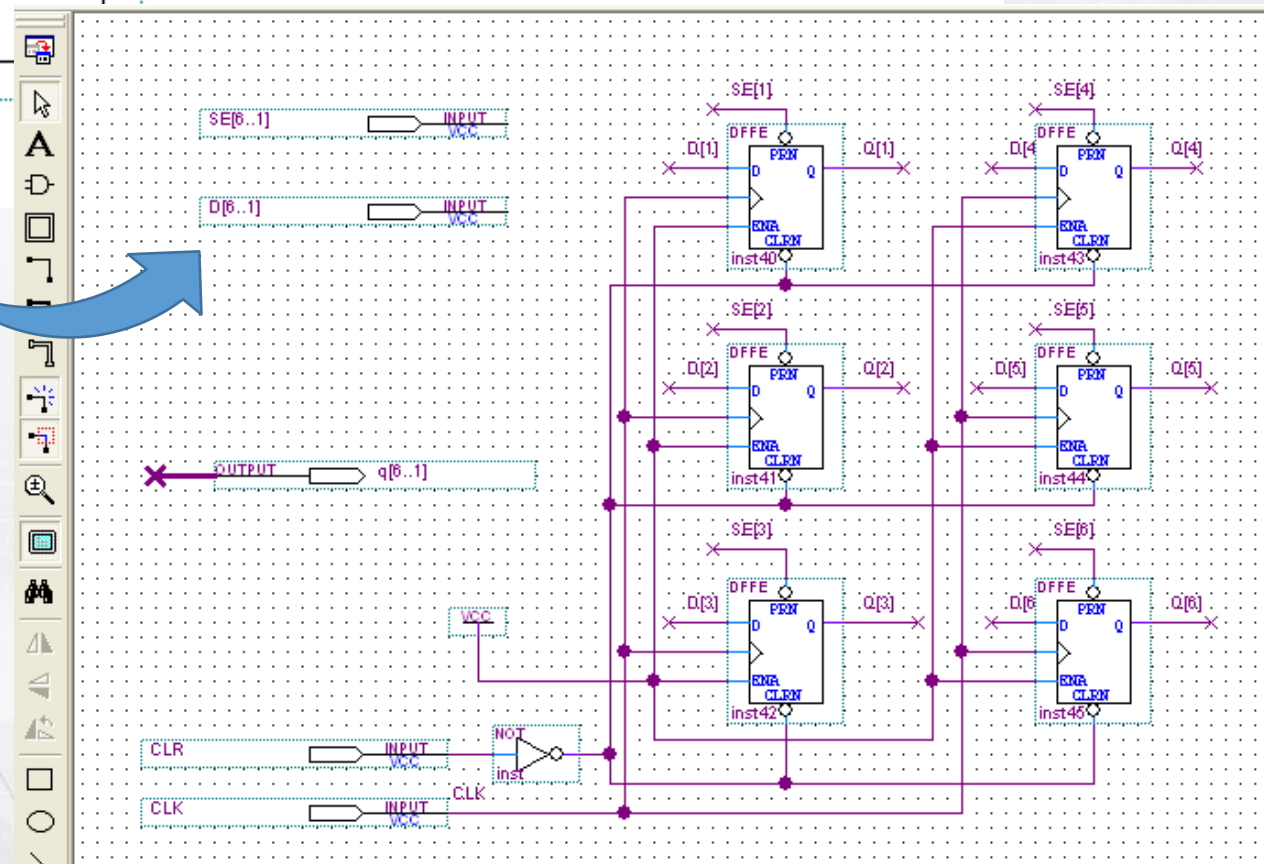 SE[6..1] INPUT VCC
D[6..1] INPUT VCC
OUTPUT q[6..1]
VCC
CLR INPUT VCC
NOT inst
CLK INPUT VCC
CLK
SE[1]
D[1] DFFE PRN D Q ENA CLRN inst40 Q[1]
SE[4]
D[4 DFFE PRN D Q ENA CLRN inst43 Q[4]
SE[2]
D[2] DFFE PRN D Q ENA CLRN inst41 Q[2]
SE[5]
D[5] DFFE PRN D Q ENA CLRN inst44 Q[5]
SE[3]
D[3] DFFE PRN D Q ENA CLRN inst42 Q[3]
SE[6]
D[6 DFFE PRN D Q ENA CLRN inst45 Q[6]
A